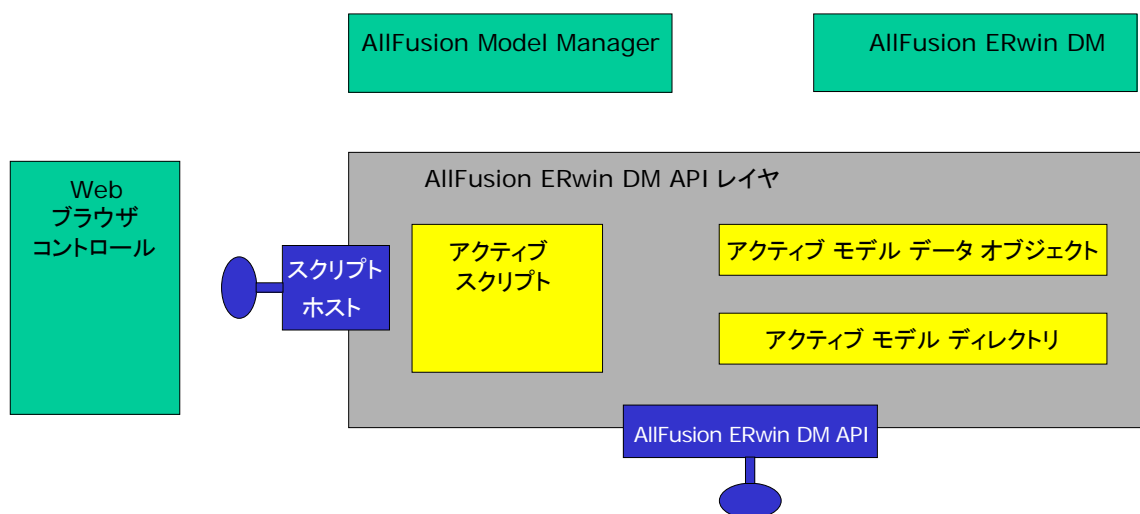 AllFusion Model Manager
AllFusion ERwin DM
Web
ブラウザ
コントロール
AllFusion ERwin DM API レイヤ
スクリプト
ホスト
アクティブ
スクリプト
アクティブ モデル データ オブジェクト
アクティブ モデル ディレクトリ
AllFusion ERwin DM API